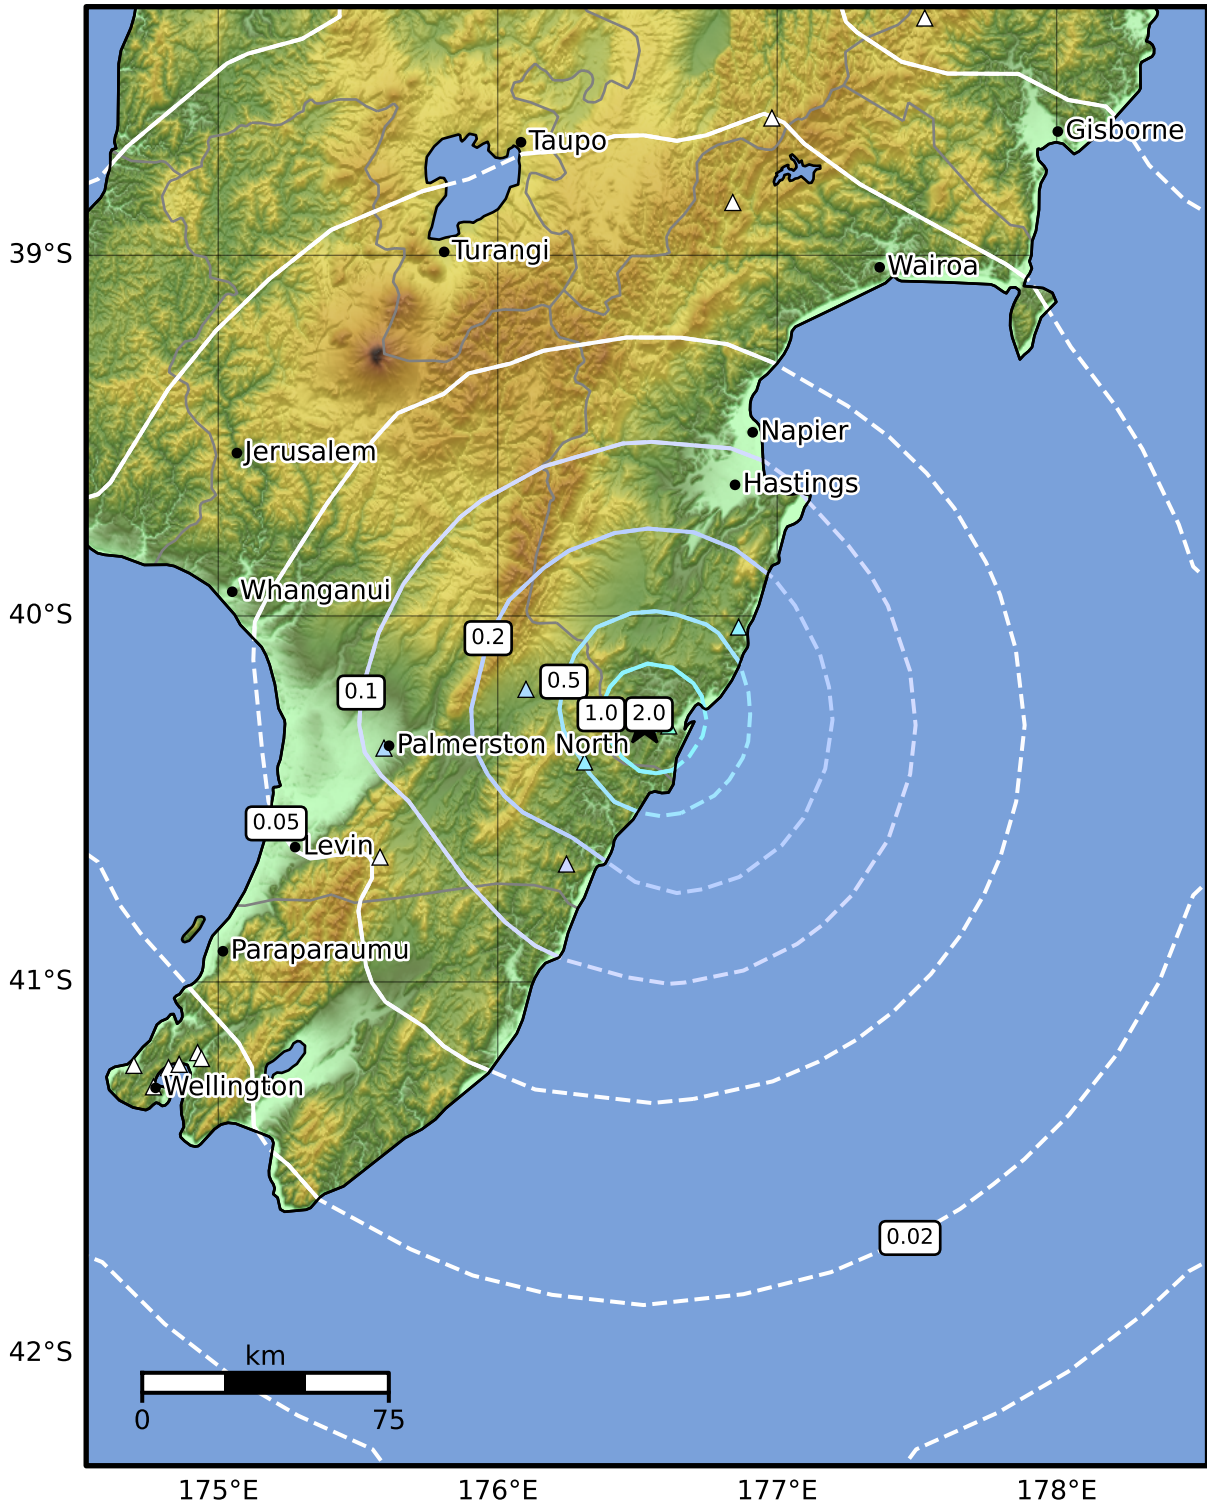 Gisborne
Taupo
39°S
Turangi
Wairoa
Napier
Jerusalem
Hastings
Whanganui
40°S
0.2
0.5
0.1
1.0
2.0
Palmerston North
0.05
Levin
Paraparaumu
41°S
Wellington
0.02
42°S
km
0
75
175°E
176°E
177°E
178°E